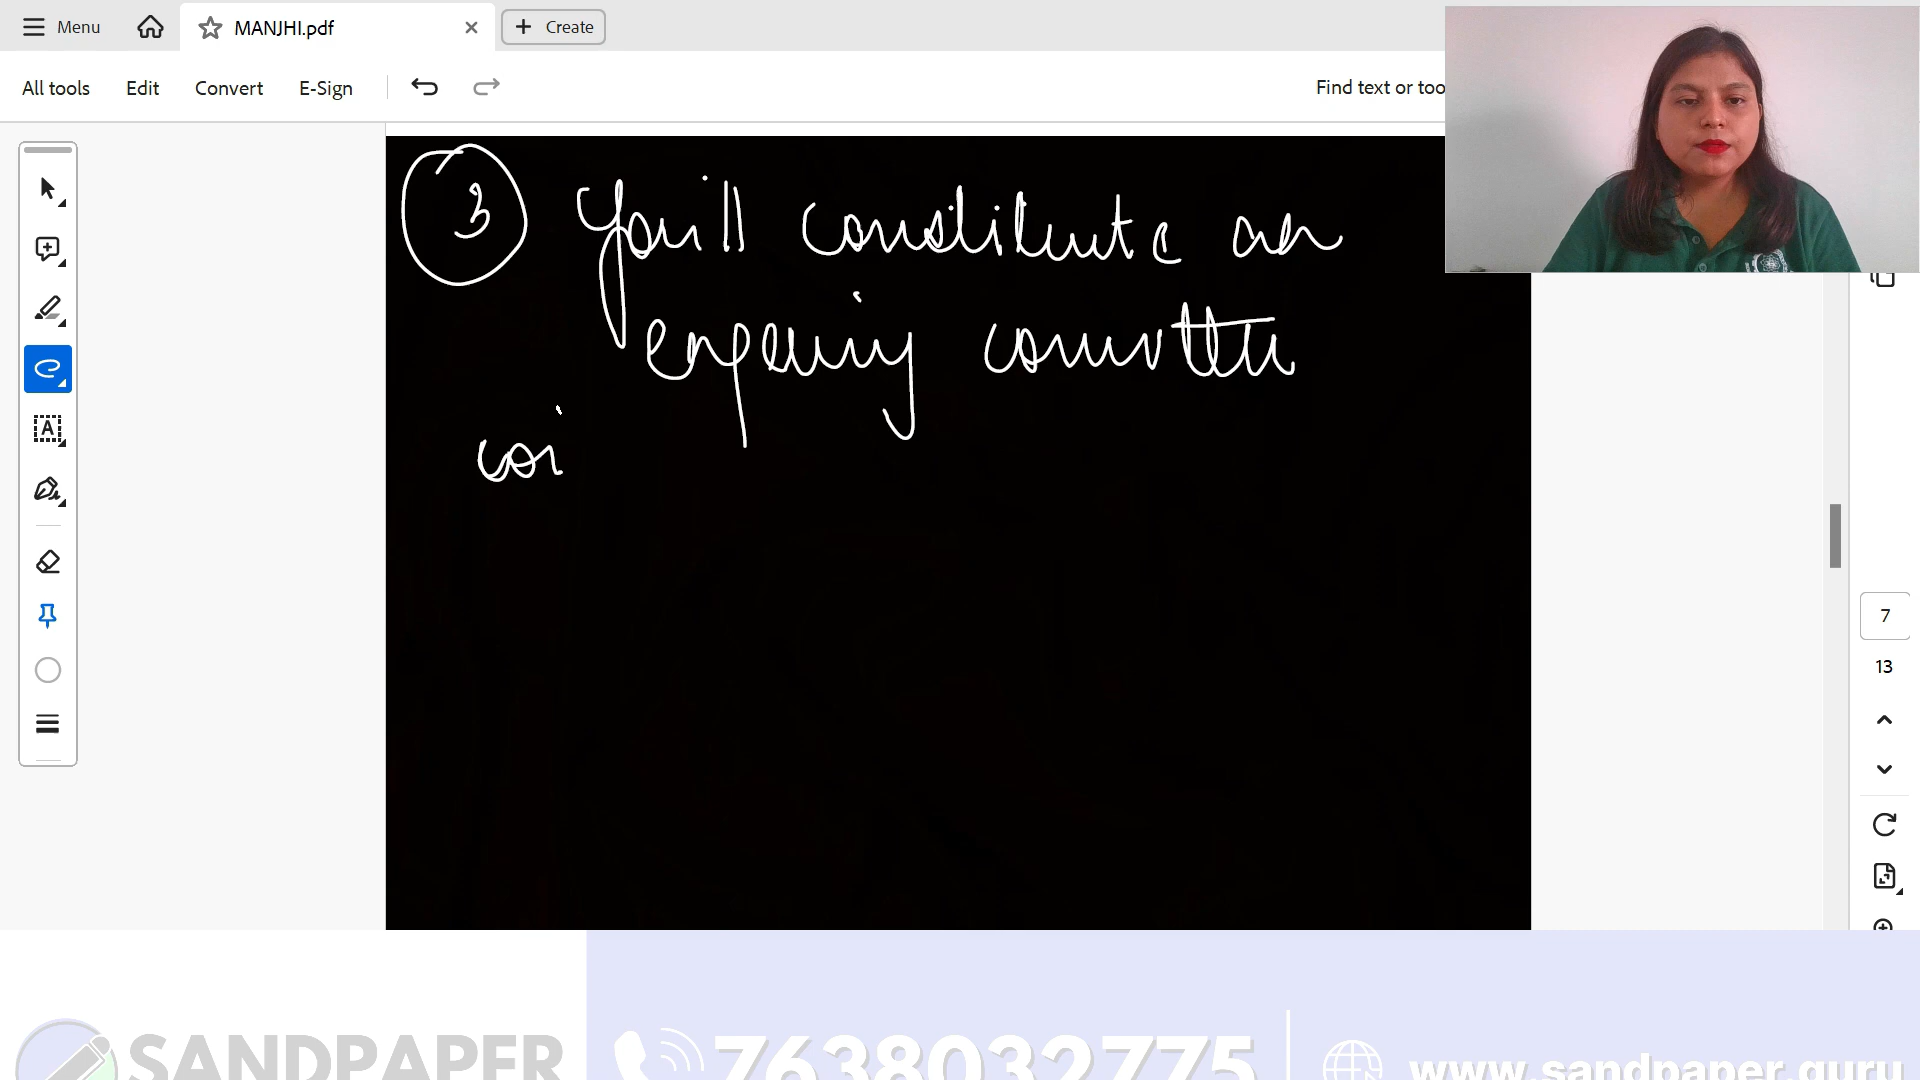 Menu
MANJHI.pdf
Create
All tools
Edit
Convert
E-Sign
Find text or too
3 You'll constitute an
enquiry committee
7
13
SANDPAPER
7638032775
www.sandpaper.guru